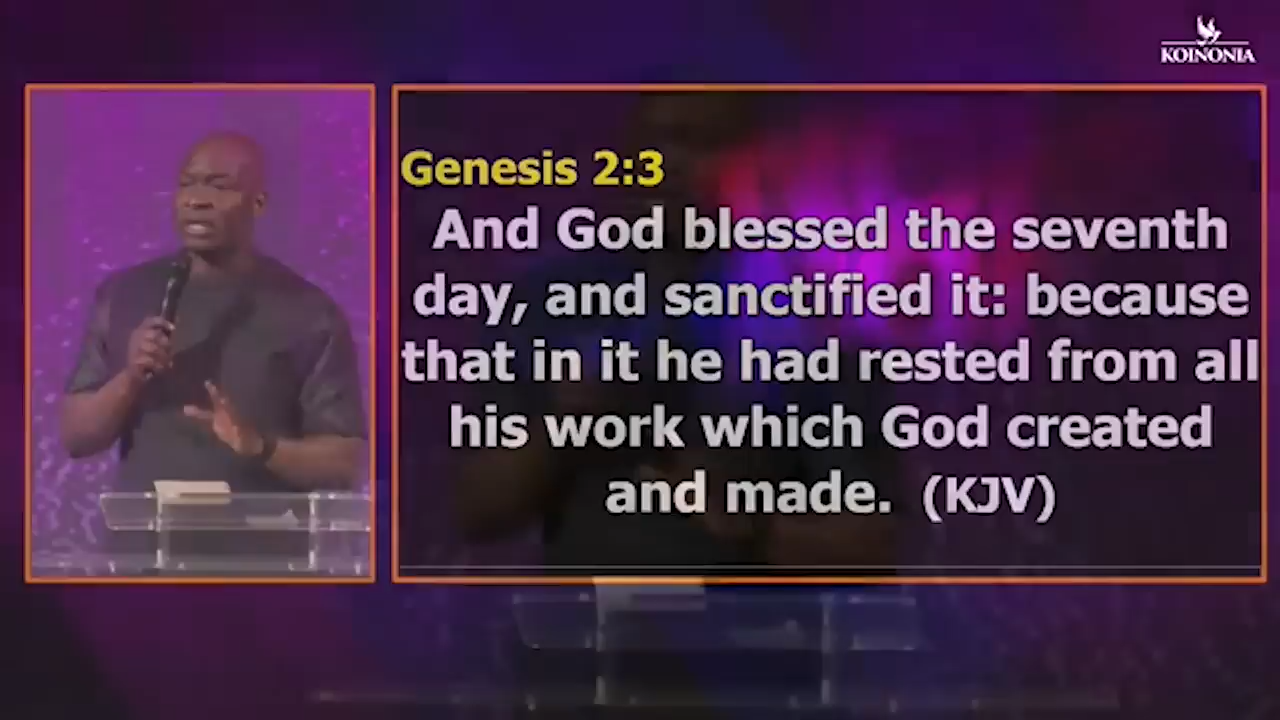 KOINONIA
Genesis 2:3
And God blessed the seventh
day, and sanctified it: because
that in it he had rested from all
his work which God created
and made. (KJV)